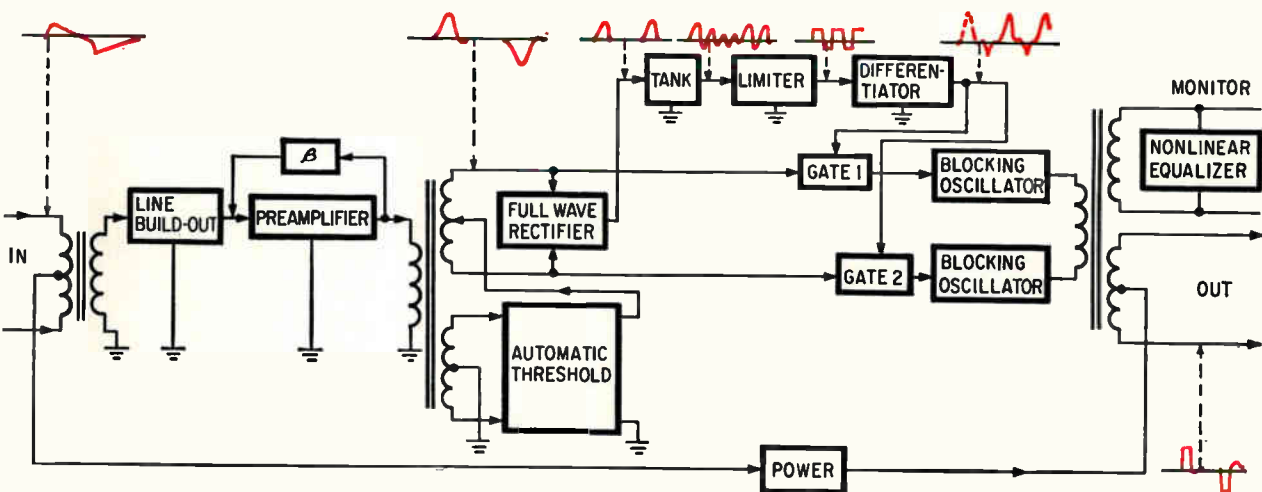 TANK
LIMITER
DIFFEREN-
TIATOR
MONITOR
β
GATE 1
BLOCKING
OSCILLATOR
NONLINEAR
EQUALIZER
LINE
BUILD-OUT
PREAMPLIFIER
FULL WAVE
RECTIFIER
IN
GATE 2
BLOCKING
OSCILLATOR
OUT
AUTOMATIC
THRESHOLD
POWER